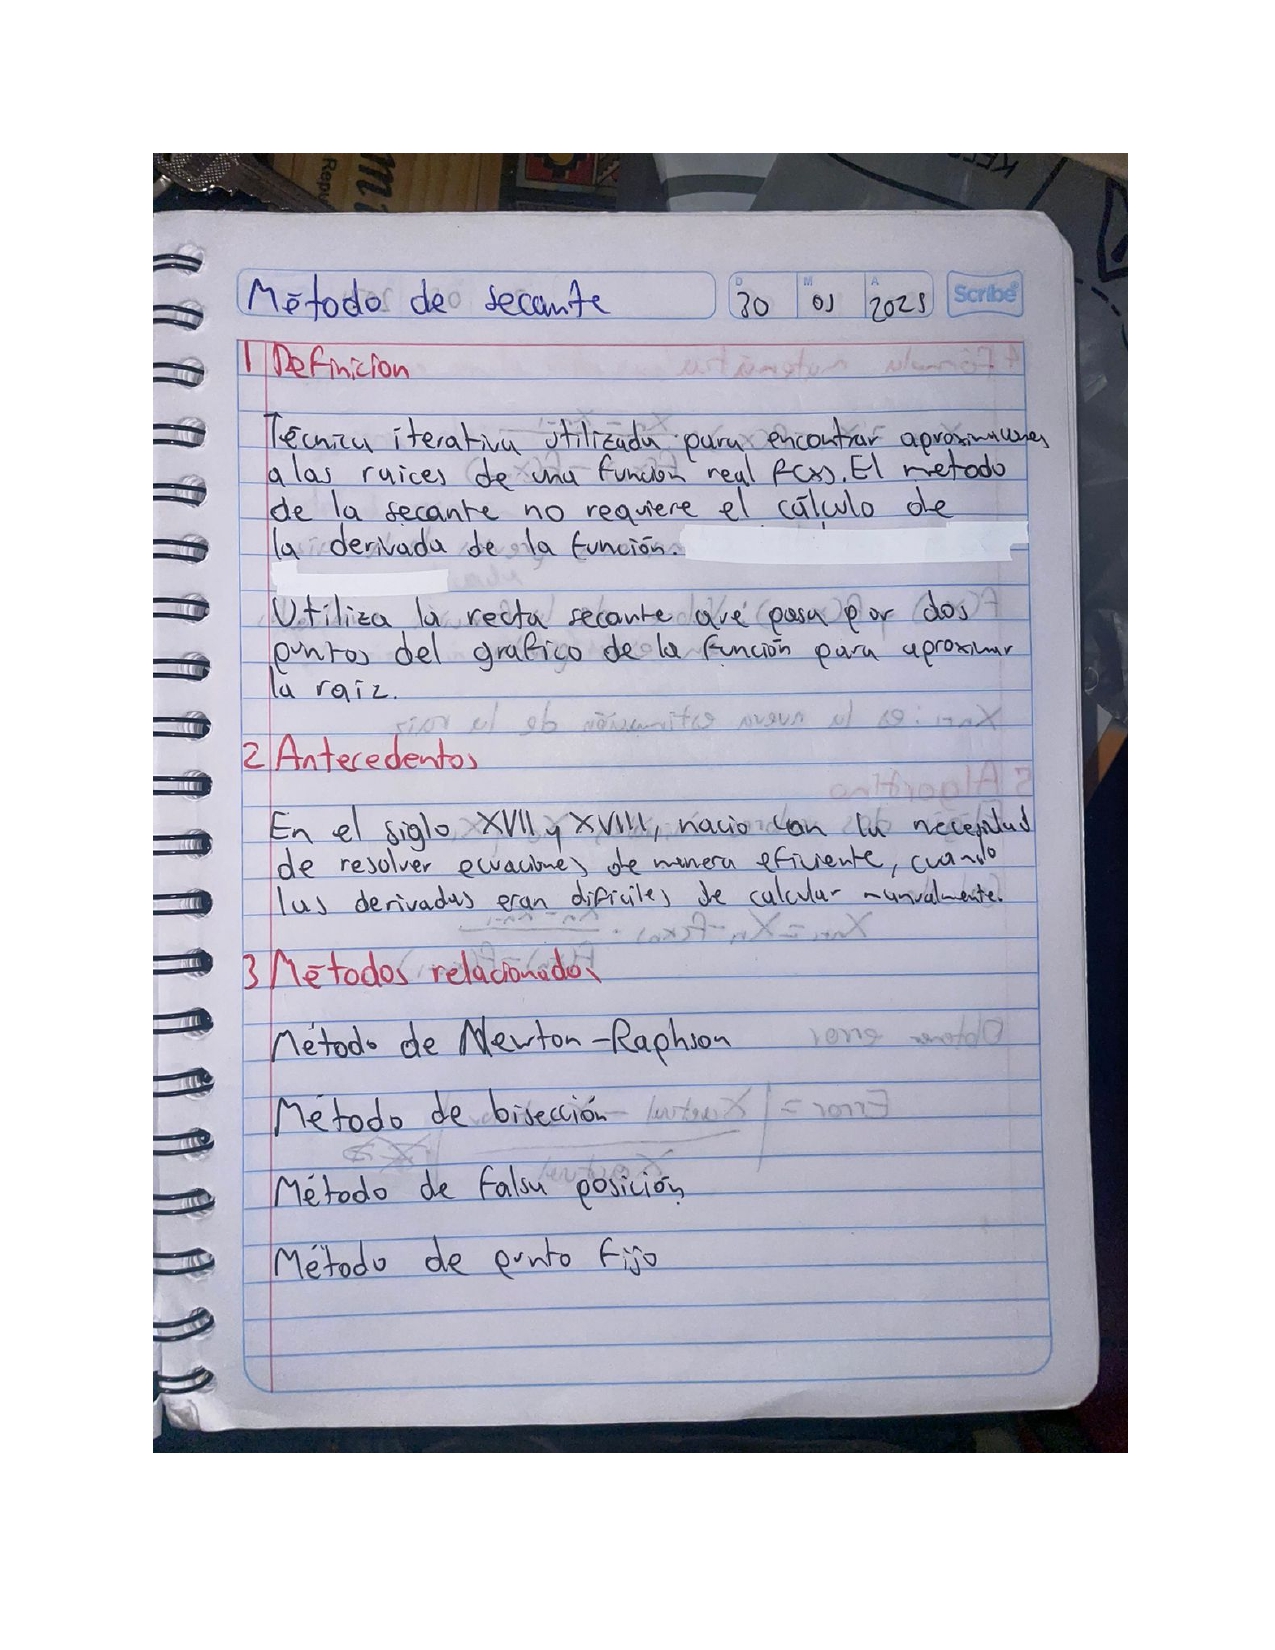 Método de secante
D M A
30 01 2025
Scribe
1 Definicion
Técnica iterativa utilizada para encontrar aproximaciones
a las raices de una función real f(x). El metodo
de la secante no requiere el cálculo de
la derivada de la función.
Utiliza la recta secante que pasa por dos
puntos del grafico de la función para aproximar
la raiz.
2 Antecedentes
En el siglo XVII y XVIII, nacio con la necesidad
de resolver ecuaciones de manera eficiente, cuando
las derivadas eran dificiles de calcular manualmente.
3 Métodos relacionados
Método de Newton-Raphson
Método de bisección
Método de falsa posición
Método de punto fijo